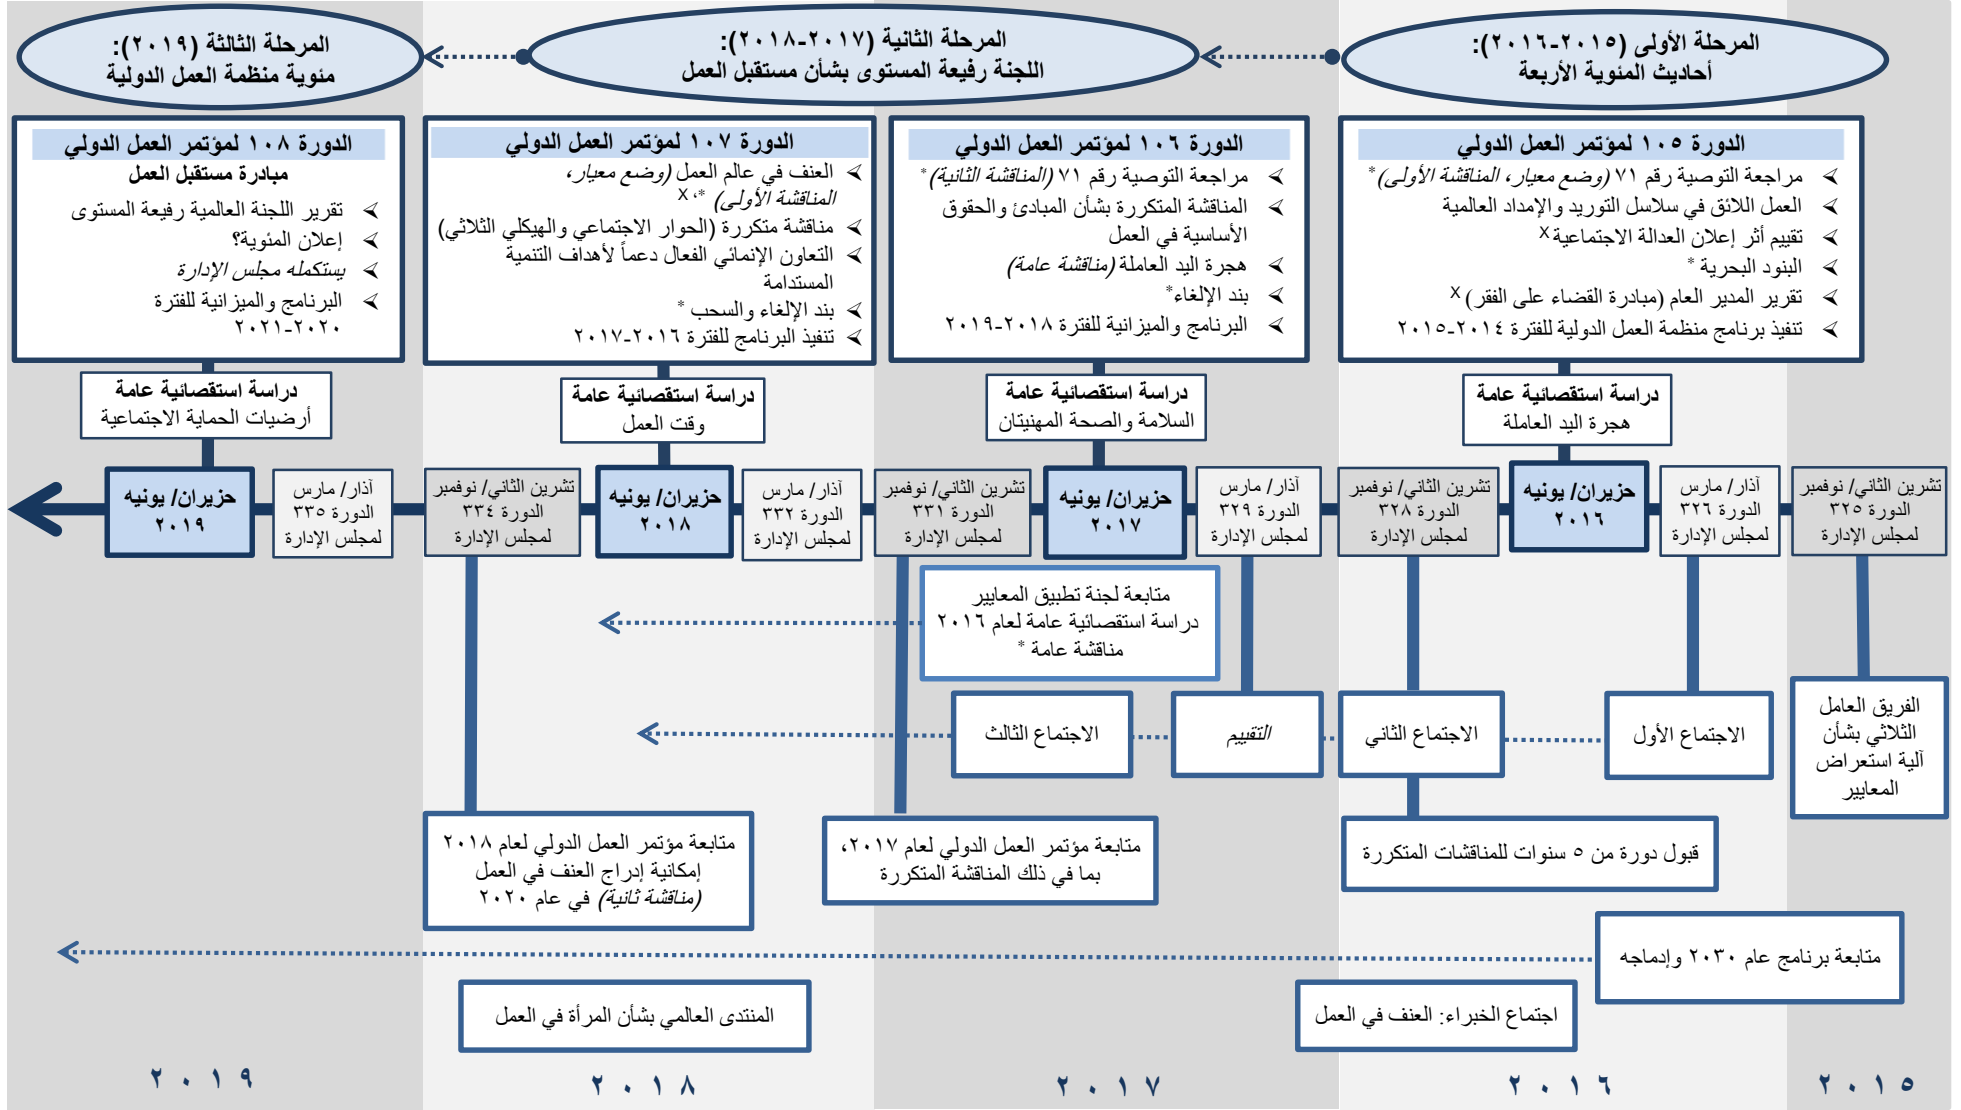 المرحلة الأولى (٢٠١٥-٢٠١٦):
أحاديث المئوية الأربعة
المرحلة الثانية (٢٠١٧-٢٠١٨):
اللجنة رفيعة المستوى بشأن مستقبل العمل
المرحلة الثالثة (٢٠١٩):
مئوية منظمة العمل الدولية
الدورة ١٠٥ لمؤتمر العمل الدولي
مراجعة التوصية رقم ٧١ (وضع معيار، المناقشة الأولى)*
العمل اللائق في سلاسل التوريد والإمداد العالمية
تقييم أثر إعلان العدالة الاجتماعية X
البنود البحرية *
تقرير المدير العام (مبادرة القضاء على الفقر) X
تنفيذ برنامج منظمة العمل الدولية للفترة ٢٠١٤-٢٠١٥
الدورة ١٠٦ لمؤتمر العمل الدولي
مراجعة التوصية رقم ٧١ (المناقشة الثانية)*
المناقشة المتكررة بشأن المبادئ والحقوق
الأساسية في العمل
هجرة اليد العاملة (مناقشة عامة)
بند الإلغاء*
البرنامج والميزانية للفترة ٢٠١٨-٢٠١٩
الدورة ١٠٧ لمؤتمر العمل الدولي
العنف في عالم العمل (وضع معيار،
المناقشة الأولى) *، X
مناقشة متكررة (الحوار الاجتماعي والهيكلي الثلاثي)
التعاون الإنمائي الفعال دعماً لأهداف التنمية
المستدامة
بند الإلغاء والسحب *
تنفيذ البرنامج للفترة ٢٠١٦-٢٠١٧
الدورة ١٠٨ لمؤتمر العمل الدولي
مبادرة مستقبل العمل
تقرير اللجنة العالمية رفيعة المستوى
إعلان المئوية؟
يستكمله مجلس الإدارة
البرنامج والميزانية للفترة
٢٠٢٠-٢٠٢١
دراسة استقصائية عامة
هجرة اليد العاملة
دراسة استقصائية عامة
السلامة والصحة المهنيتان
دراسة استقصائية عامة
وقت العمل
دراسة استقصائية عامة
أرضيات الحماية الاجتماعية
تشرين الثاني/ نوفمبر
الدورة ٣٢٥
لمجلس الإدارة
آذار/ مارس
الدورة ٣٢٦
لمجلس الإدارة
حزيران/ يونيه
٢٠١٦
تشرين الثاني/ نوفمبر
الدورة ٣٢٨
لمجلس الإدارة
آذار/ مارس
الدورة ٣٢٩
لمجلس الإدارة
حزيران/ يونيه
٢٠١٧
تشرين الثاني/ نوفمبر
الدورة ٣٣١
لمجلس الإدارة
آذار/ مارس
الدورة ٣٣٢
لمجلس الإدارة
حزيران/ يونيه
٢٠١٨
تشرين الثاني/ نوفمبر
الدورة ٣٣٤
لمجلس الإدارة
آذار/ مارس
الدورة ٣٣٥
لمجلس الإدارة
حزيران/ يونيه
٢٠١٩
متابعة لجنة تطبيق المعايير
دراسة استقصائية عامة لعام ٢٠١٦
مناقشة عامة *
الفريق العامل
الثلاثي بشأن
آلية استعراض
المعايير
الاجتماع الأول
الاجتماع الثاني
التقييم
الاجتماع الثالث
قبول دورة من ٥ سنوات للمناقشات المتكررة
متابعة مؤتمر العمل الدولي لعام ٢٠١٧،
بما في ذلك المناقشة المتكررة
متابعة مؤتمر العمل الدولي لعام ٢٠١٨
إمكانية إدراج العنف في العمل
(مناقشة ثانية) في عام ٢٠٢٠
متابعة برنامج عام ٢٠٣٠ وإدماجه
اجتماع الخبراء: العنف في العمل
المنتدى العالمي بشأن المرأة في العمل
٢٠١٥
٢٠١٦
٢٠١٧
٢٠١٨
٢٠١٩